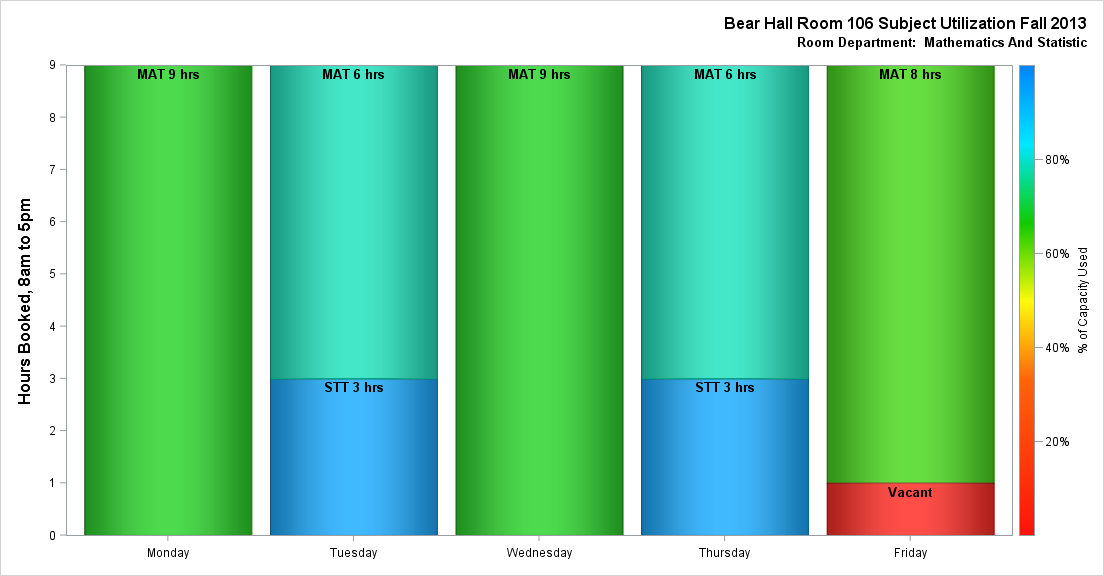 Bear Hall Room 106 Subject Utilization Fall 2013
Room Department:  Mathematics And Statistic
Hours Booked, 8am to 5pm
9
8
7
6
5
4
3
2
1
0
MAT 9 hrs
MAT 6 hrs
MAT 9 hrs
MAT 6 hrs
MAT 8 hrs
STT 3 hrs
STT 3 hrs
Vacant
Monday
Tuesday
Wednesday
Thursday
Friday
80%
60%
40%
20%
% of Capacity Used